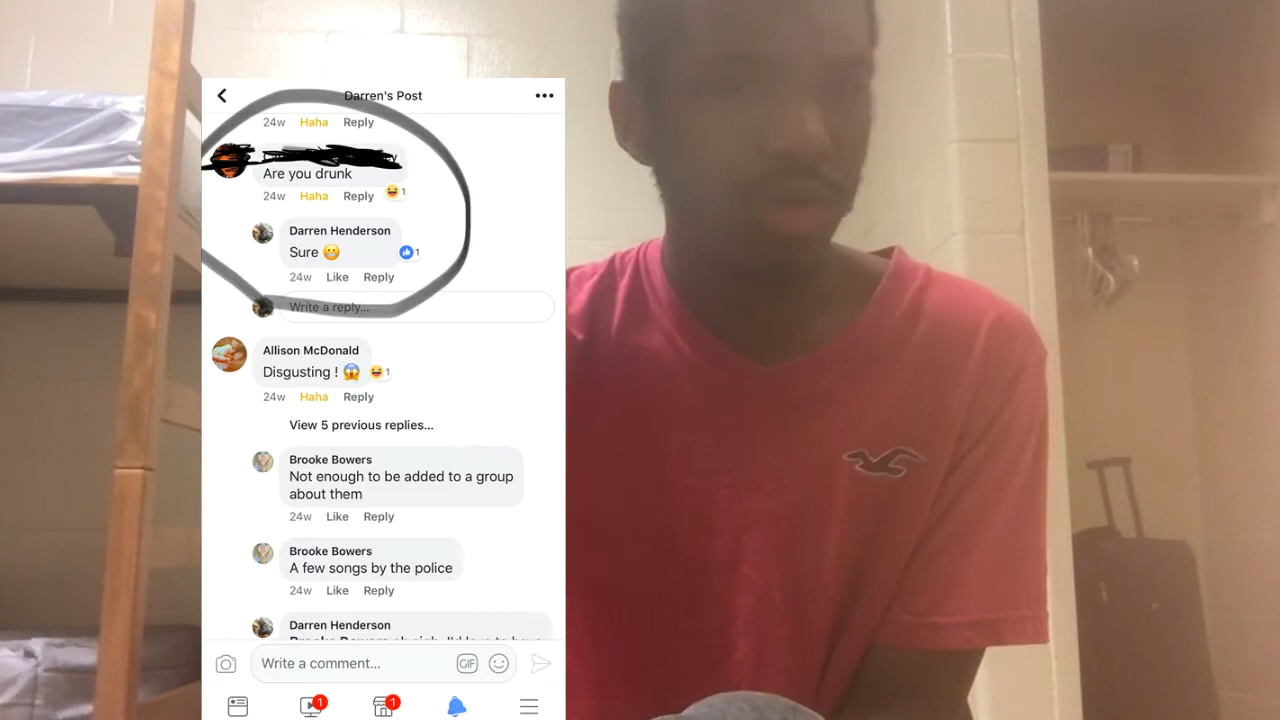 Darren's Post
24w Haha Reply
Are you drunk
24w Haha Reply 1
Darren Henderson
Sure 😬 1
24w Like Reply
Write a reply...
Allison McDonald
Disgusting ! 😱 1
24w Haha Reply
View 5 previous replies...
Brooke Bowers
Not enough to be added to a group
about them
24w Like Reply
Brooke Bowers
A few songs by the police
24w Like Reply
Darren Henderson
Write a comment...
GIF
1 1